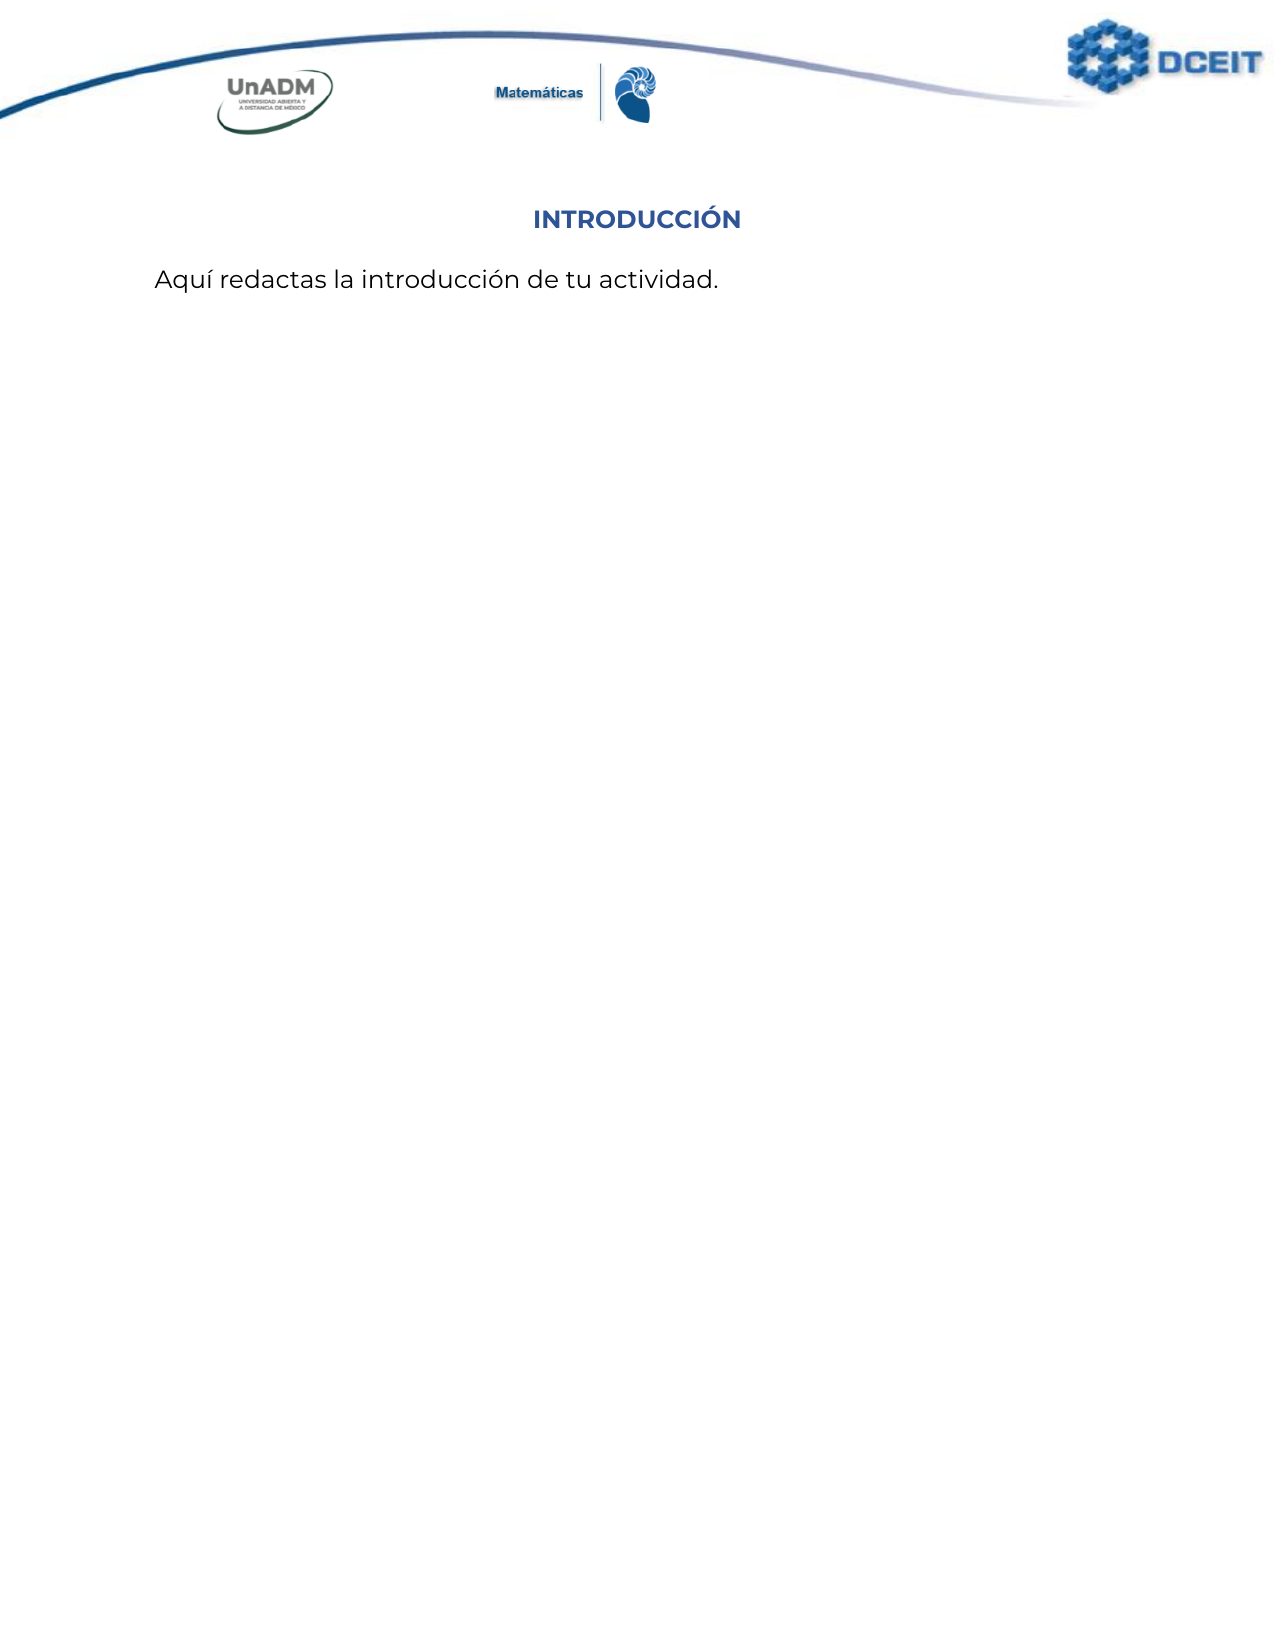 UnADM
UNIVERSIDAD ABIERTA Y
A DISTANCIA DE MÉXICO
Matemáticas
DCEIT
INTRODUCCIÓN
Aquí redactas la introducción de tu actividad.